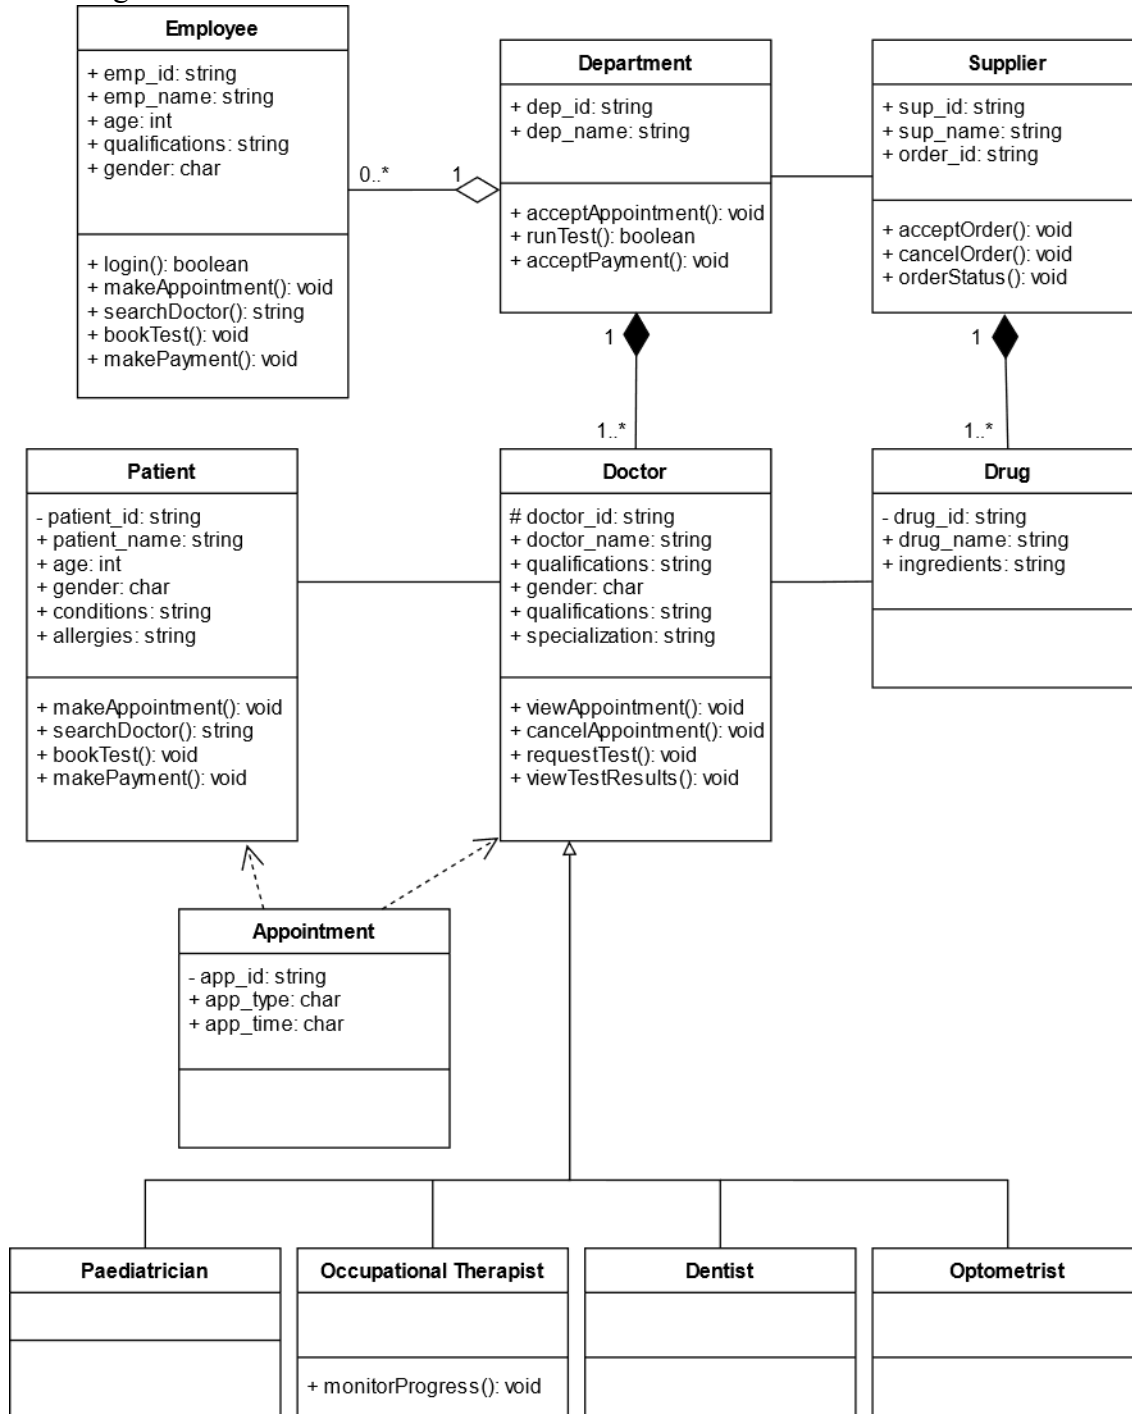 Employee
+ emp_id: string
+ emp_name: string
+ age: int
+ qualifications: string
+ gender: char
+ login(): boolean
+ makeAppointment(): void
+ searchDoctor(): string
+ bookTest(): void
+ makePayment(): void
0..*
1
Department
+ dep_id: string
+ dep_name: string
+ acceptAppointment(): void
+ runTest(): boolean
+ acceptPayment(): void
Supplier
+ sup_id: string
+ sup_name: string
+ order_id: string
+ acceptOrder(): void
+ cancelOrder(): void
+ orderStatus(): void
1
1..*
1
1..*
Patient
- patient_id: string
+ patient_name: string
+ age: int
+ gender: char
+ conditions: string
+ allergies: string
+ makeAppointment(): void
+ searchDoctor(): string
+ bookTest(): void
+ makePayment(): void
Doctor
# doctor_id: string
+ doctor_name: string
+ qualifications: string
+ gender: char
+ qualifications: string
+ specialization: string
+ viewAppointment(): void
+ cancelAppointment(): void
+ requestTest(): void
+ viewTestResults(): void
Drug
- drug_id: string
+ drug_name: string
+ ingredients: string
Appointment
- app_id: string
+ app_type: char
+ app_time: char
Paediatrician
Occupational Therapist
+ monitorProgress(): void
Dentist
Optometrist